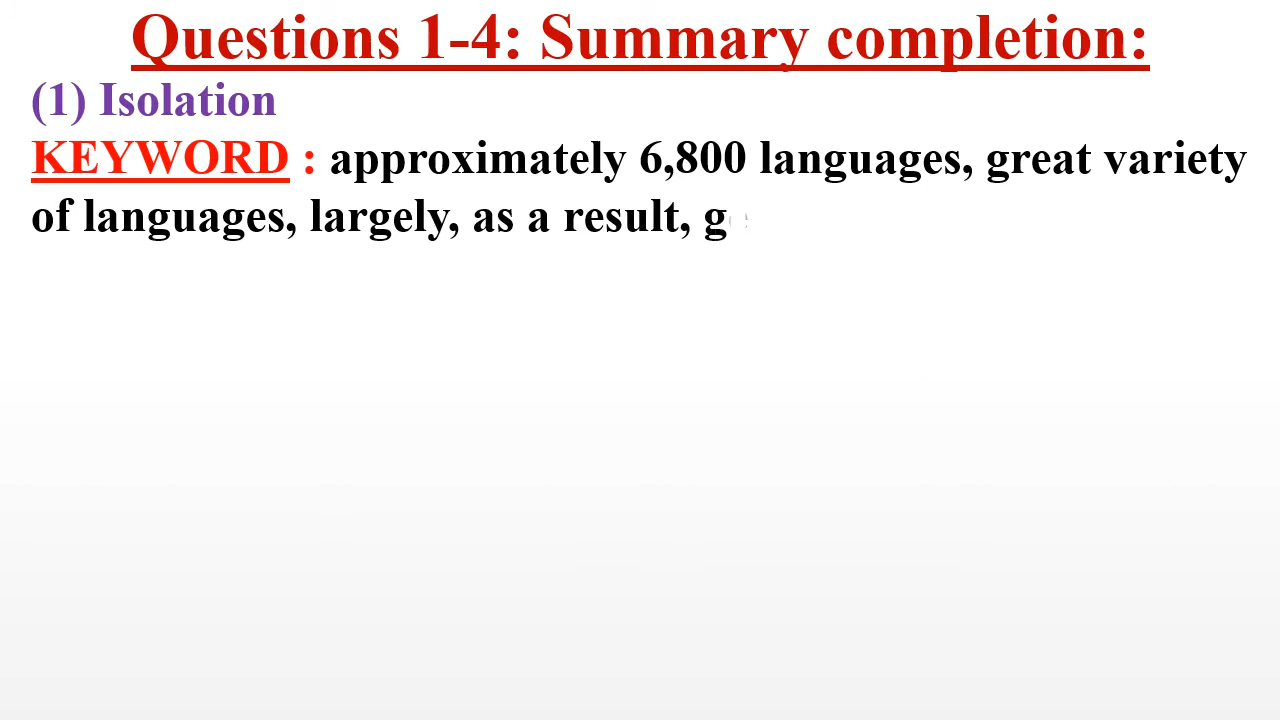 Questions 1-4: Summary completion:
(1) Isolation
KEYWORD : approximately 6,800 languages, great variety
of languages, largely, as a result,